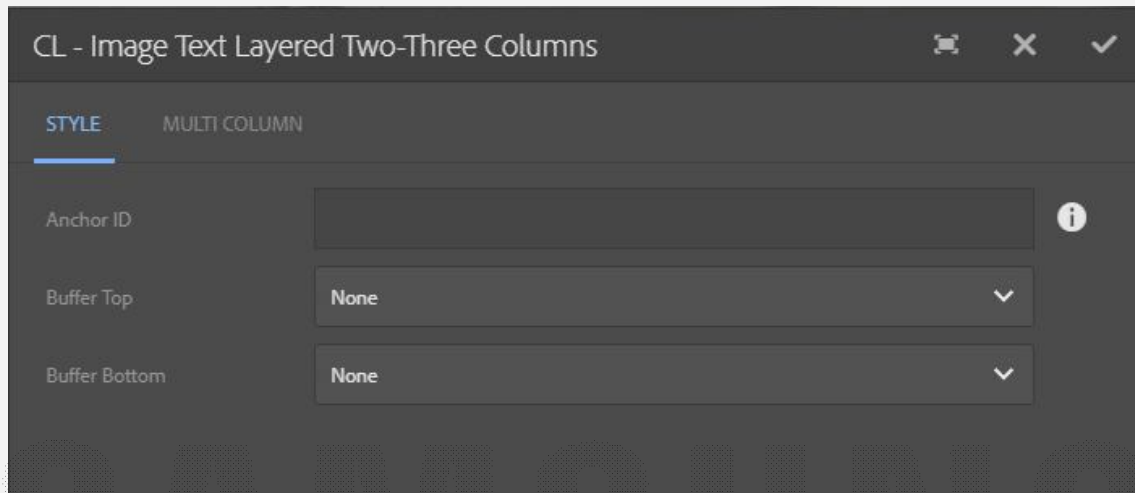 CL - Image Text Layered Two-Three Columns
STYLE MULTI COLUMN
Anchor ID
Buffer Top None
Buffer Bottom None